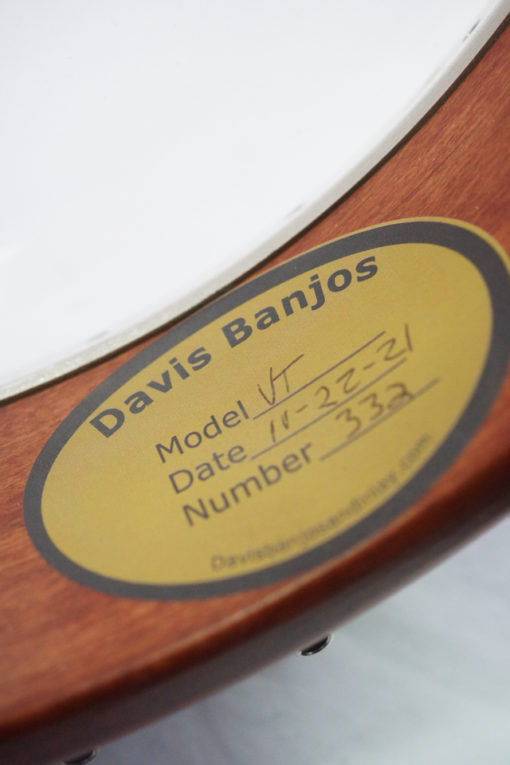 Davis Banjos
Model VT
Date 11-22-21
Number 332